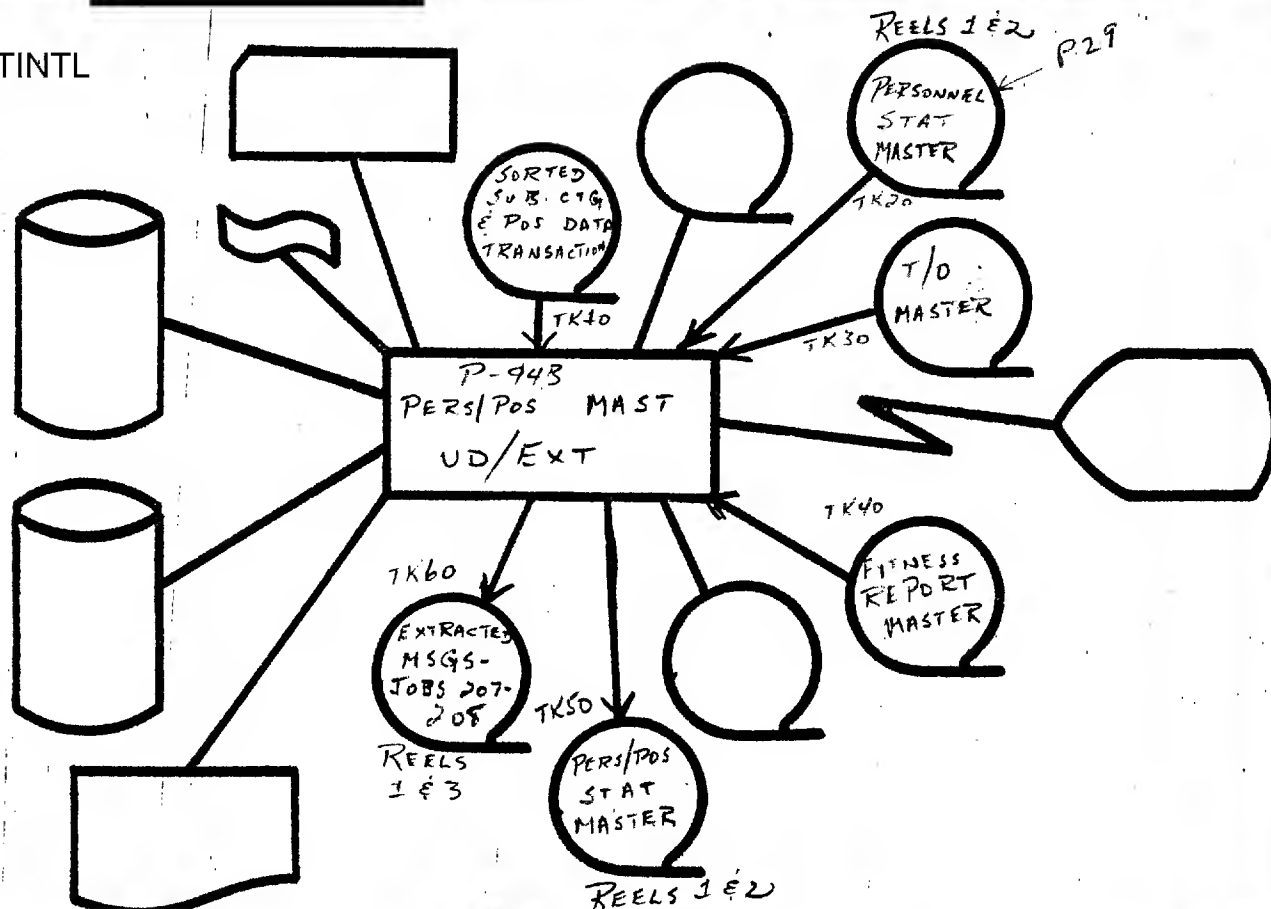 TINTL
REELS 1 & 2
P.29
PERSONNEL
STAT
MASTER
TK20
SORTED
SUB. CTG
& POS DATA
TRANSACTION
TK10
T/O
MASTER
TK30
P-94B
PERS/POS MAST
UD/EXT
TK40
FITNESS
REPORT
MASTER
TK60
EXTRACTED
MSGS-
JOBS 207-
208
REELS
1 & 3
TK50
PERS/POS
STAT
MASTER
REELS 1 & 2